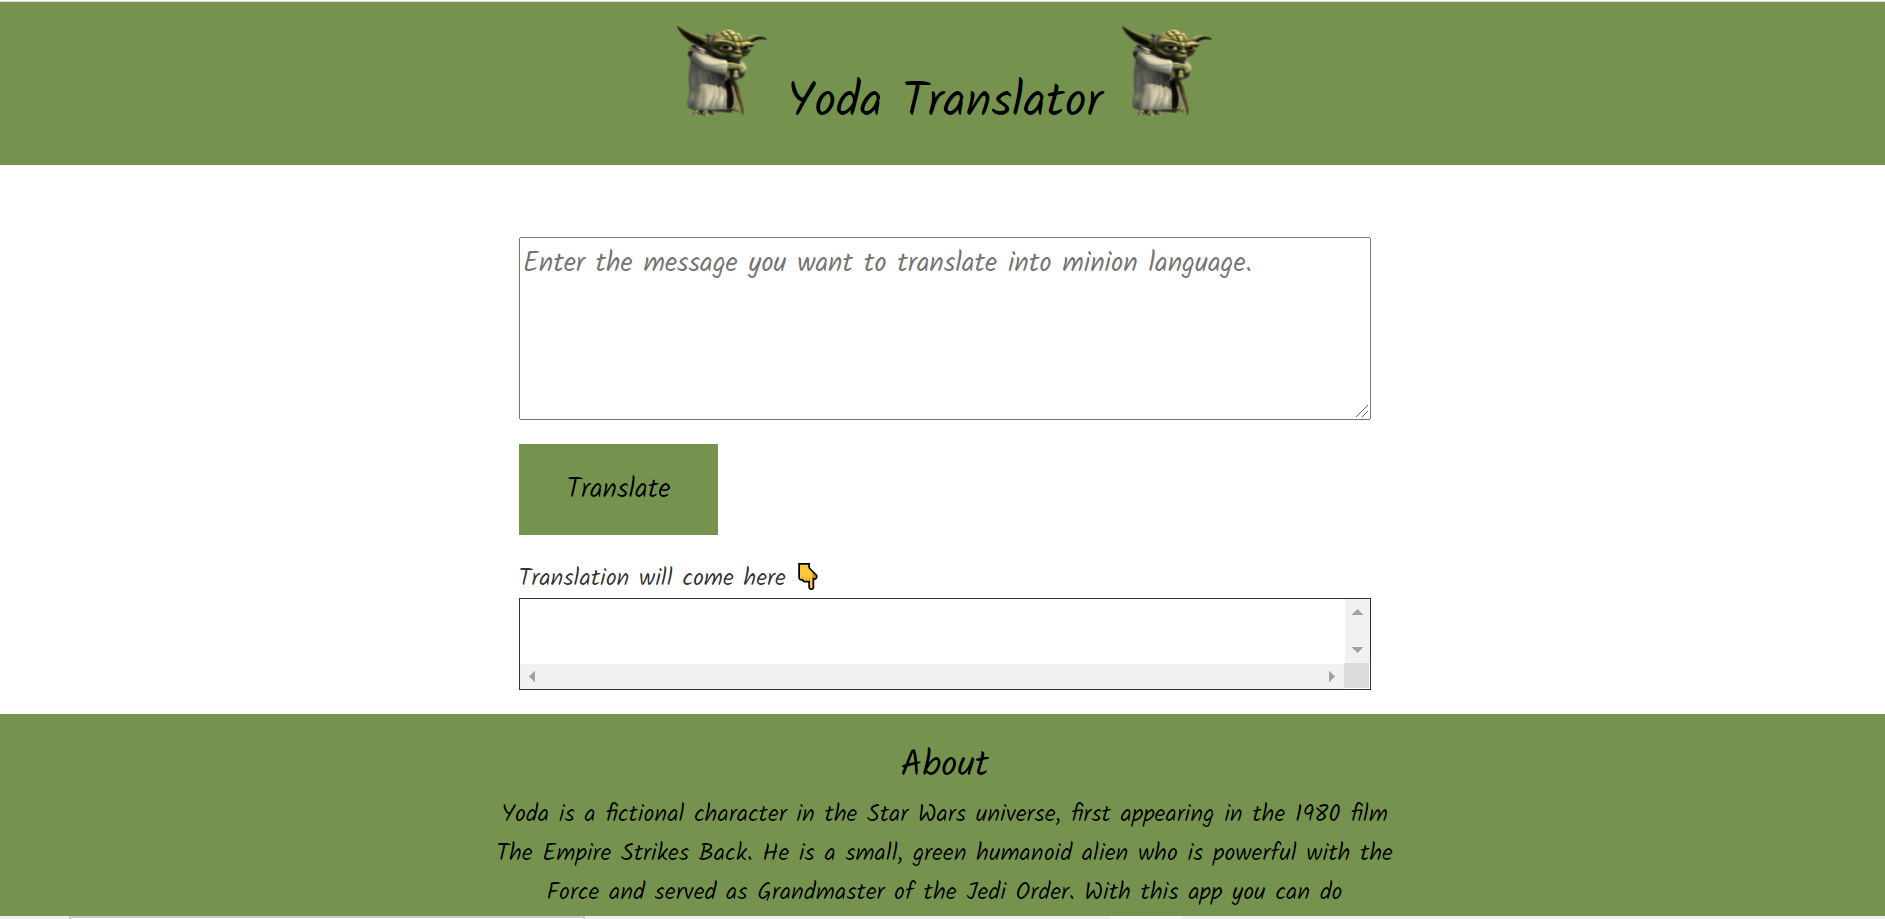 Yoda Translator
Enter the message you want to translate into minion language.
Translate
Translation will come here 👇
About
Yoda is a fictional character in the Star Wars universe, first appearing in the 1980 film
The Empire Strikes Back. He is a small, green humanoid alien who is powerful with the
Force and served as Grandmaster of the Jedi Order. With this app you can do